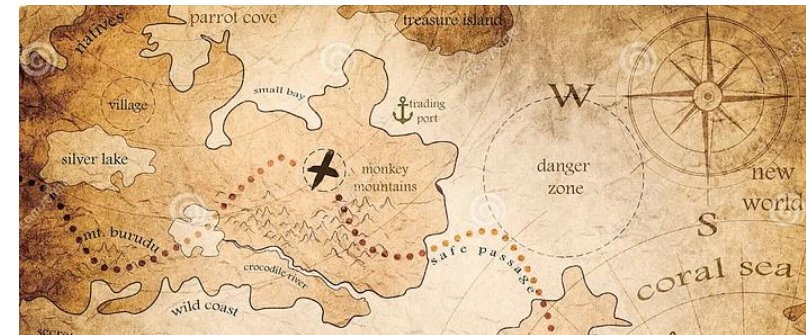 parrot cove
treasure island
natives
small bay
village
trading
port
W
silver lake
monkey
mountains
danger
zone
new
world
S
mt. burudu
safe passage
crocodile river
coral sea
wild coast